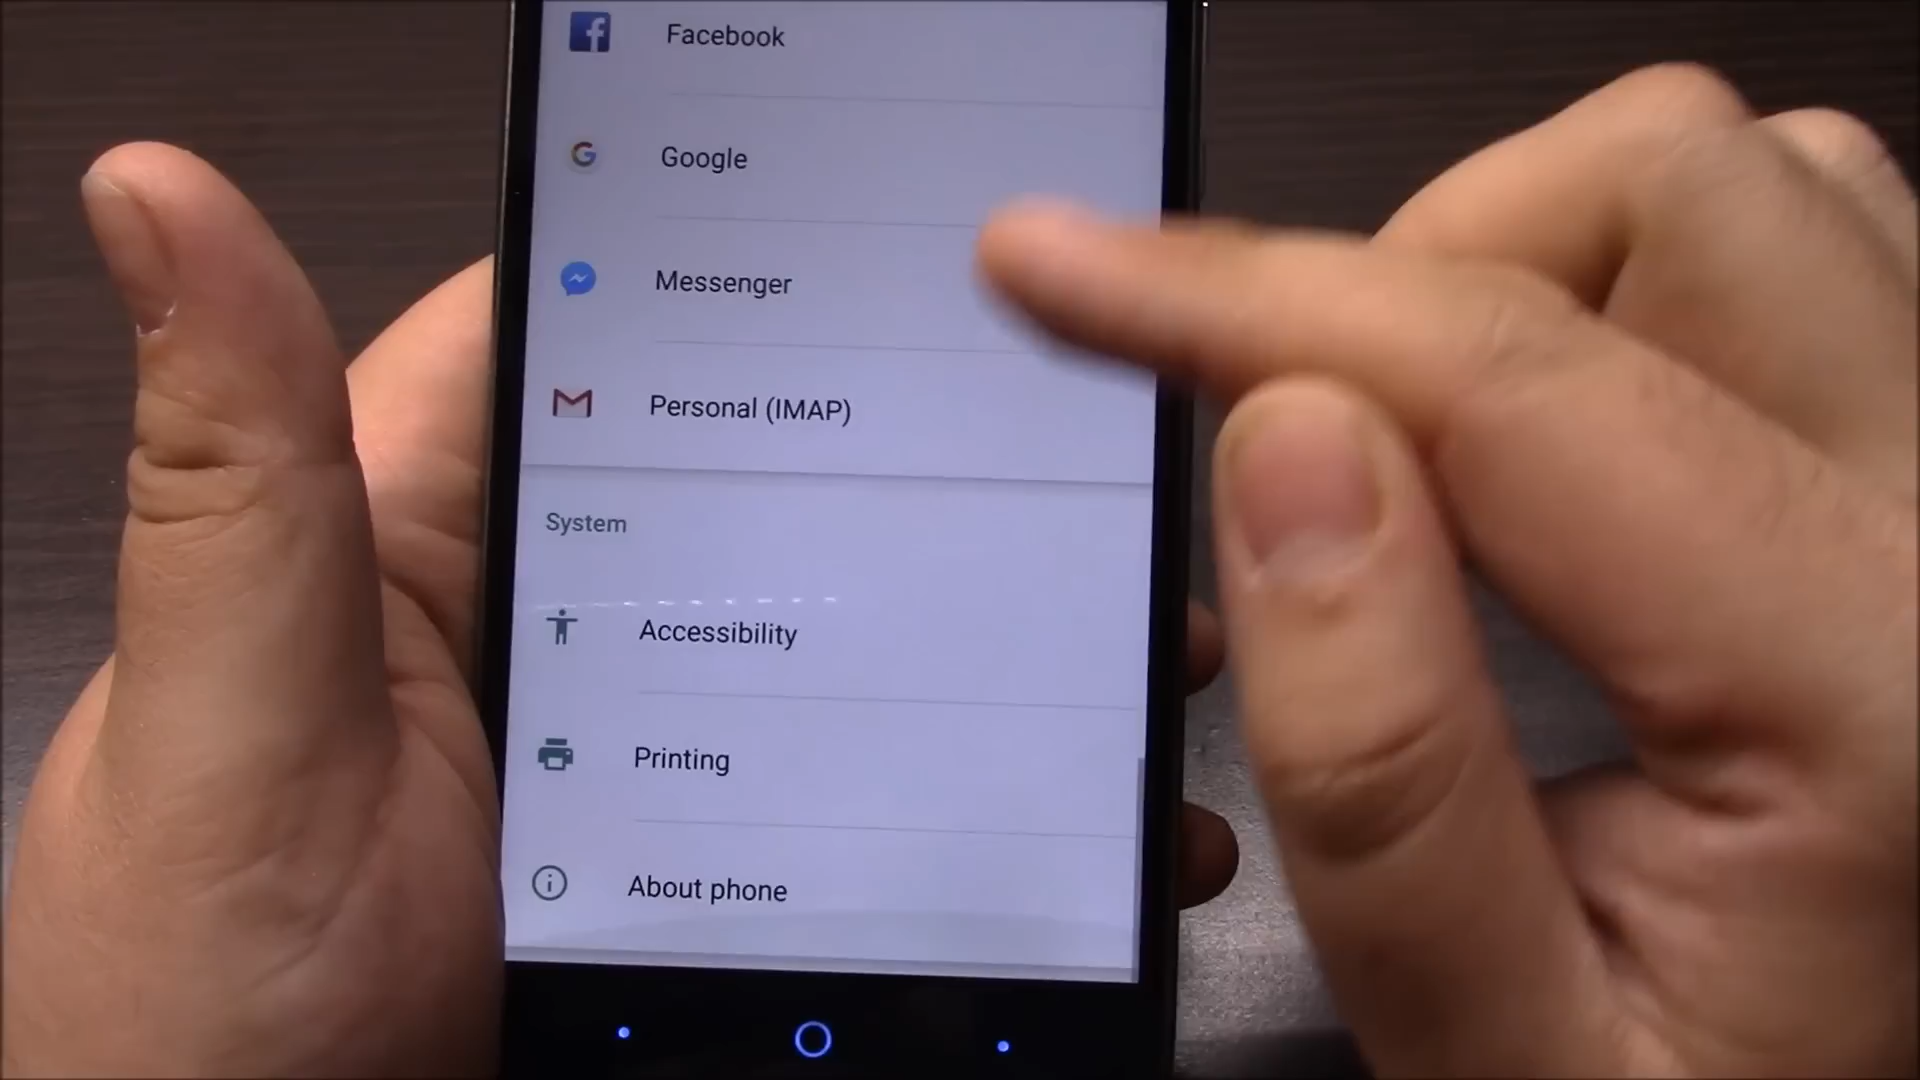 Facebook
Google
Messenger
Personal (IMAP)
System
Accessibility
Printing
About phone